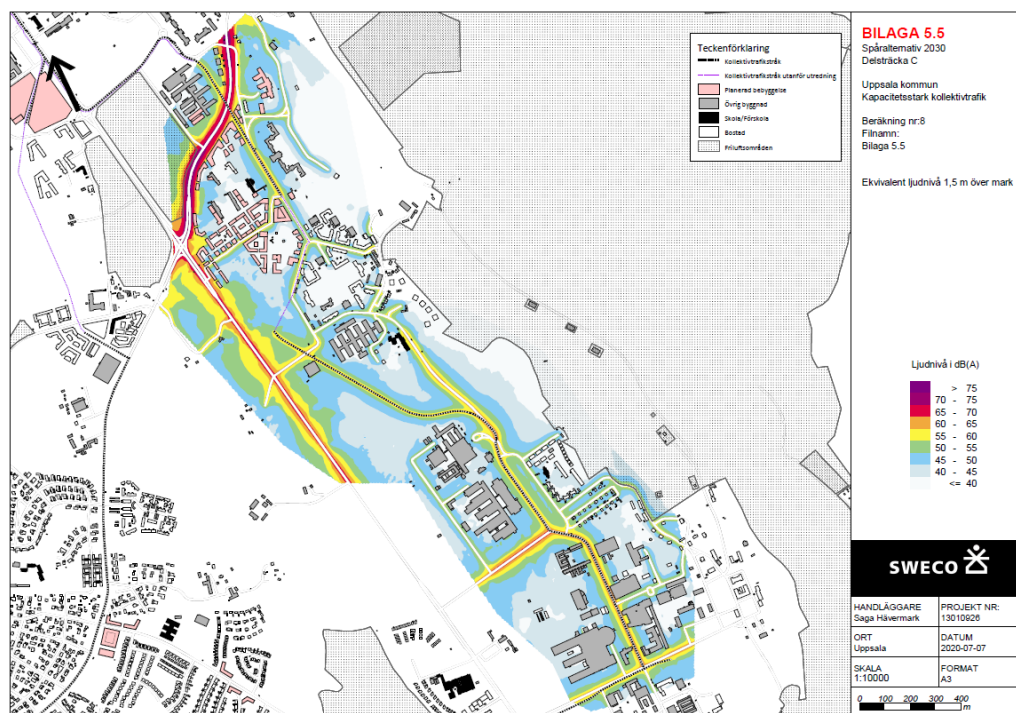 Teckenförklaring
Kollektivtrafikstråk
Kollektivtrafikstråk utanför utredning
Planerad bebyggelse
Övrig byggnad
Skola/Förskola
Bostad
Friluftsområden
BILAGA 5.5
Spåralternativ 2030
Delsträcka C
Uppsala kommun
Kapacitetsstark kollektivtrafik
Beräkning nr:8
Filnamn:
Bilaga 5.5
Ekvivalent ljudnivå 1,5 m över mark
Ljudnivå i dB(A)
> 75
70 - 75
65 - 70
60 - 65
55 - 60
50 - 55
45 - 50
40 - 45
<= 40
SWECO
HANDLÄGGARE
Saga Hävermark
PROJEKT NR:
13010926
ORT
Uppsala
DATUM
2020-07-07
SKALA
1:10000
FORMAT
A3
0 100 200 300 400
m